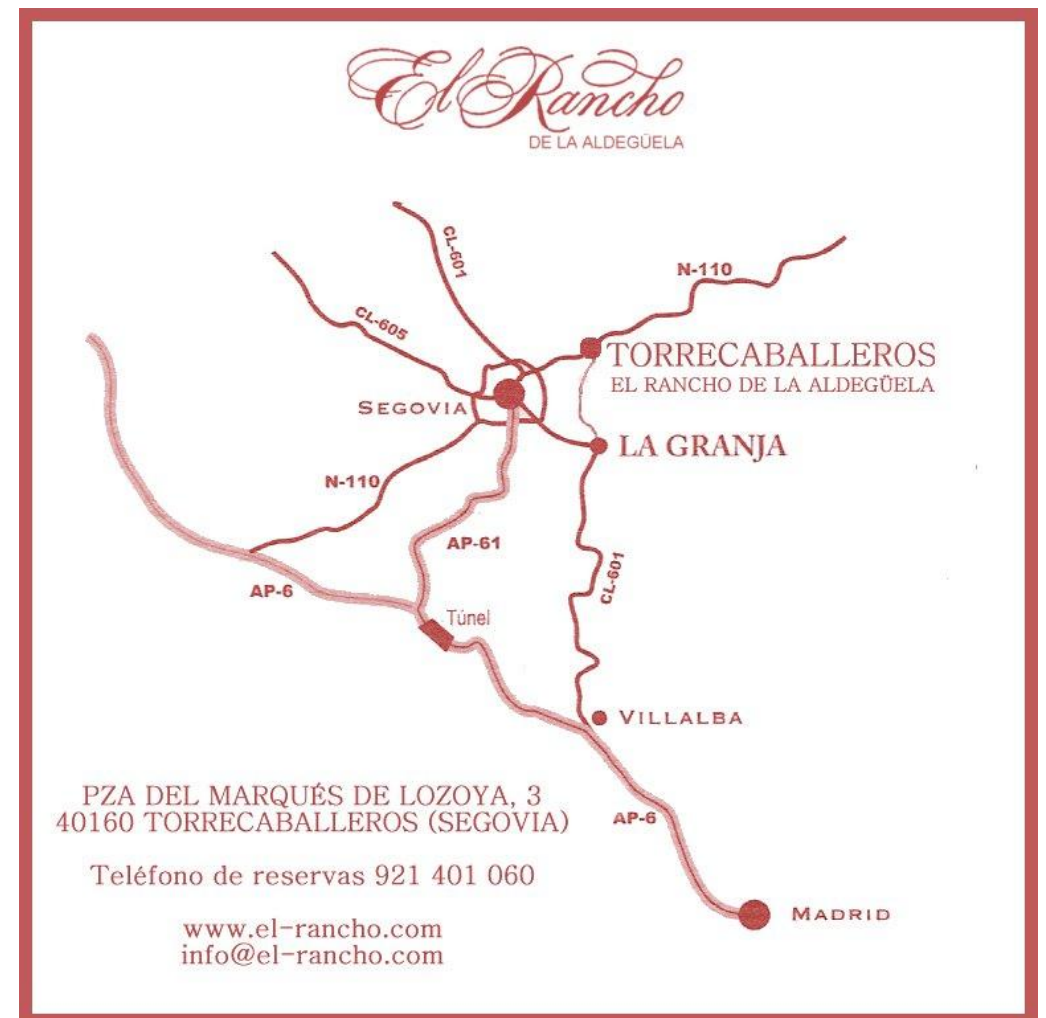 El Rancho
DE LA ALDEGÜELA
CL-601
N-110
CL-605
TORRECABALLEROS
EL RANCHO DE LA ALDEGÜELA
SEGOVIA
LA GRANJA
N-110
AP-61
CL-601
AP-6
Túnel
VILLALBA
AP-6
MADRID
PZA DEL MARQUÉS DE LOZOYA, 3
40160 TORRECABALLEROS (SEGOVIA)
Teléfono de reservas 921 401 060
www.el-rancho.com
info@el-rancho.com